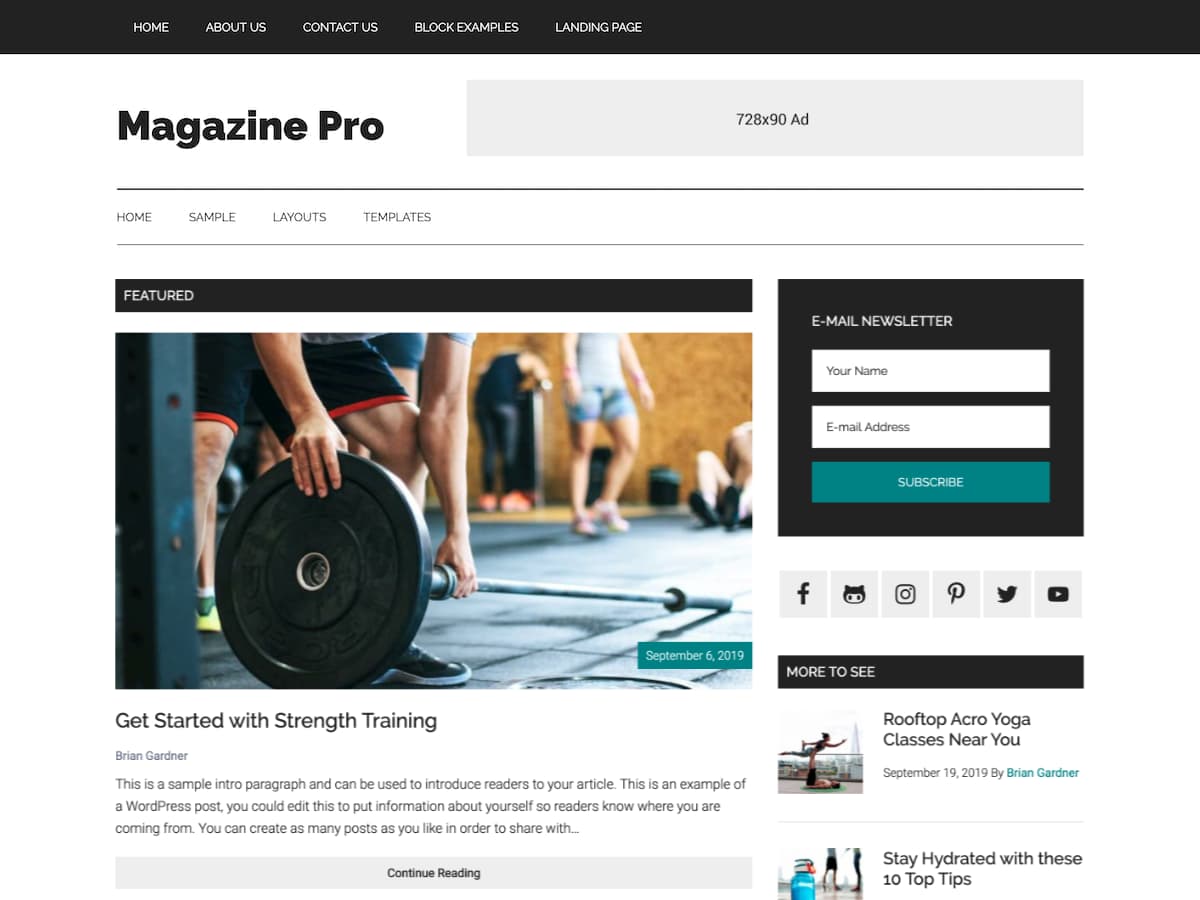 HOME ABOUT US CONTACT US BLOCK EXAMPLES LANDING PAGE
Magazine Pro
728x90 Ad
HOME SAMPLE LAYOUTS TEMPLATES
FEATURED
September 6, 2019
Get Started with Strength Training
Brian Gardner
This is a sample intro paragraph and can be used to introduce readers to your article. This is an example of
a WordPress post, you could edit this to put information about yourself so readers know where you are
coming from. You can create as many posts as you like in order to share with...
Continue Reading
E-MAIL NEWSLETTER
Your Name
E-mail Address
SUBSCRIBE
MORE TO SEE
Rooftop Acro Yoga
Classes Near You
September 19, 2019 By Brian Gardner
Stay Hydrated with these
10 Top Tips